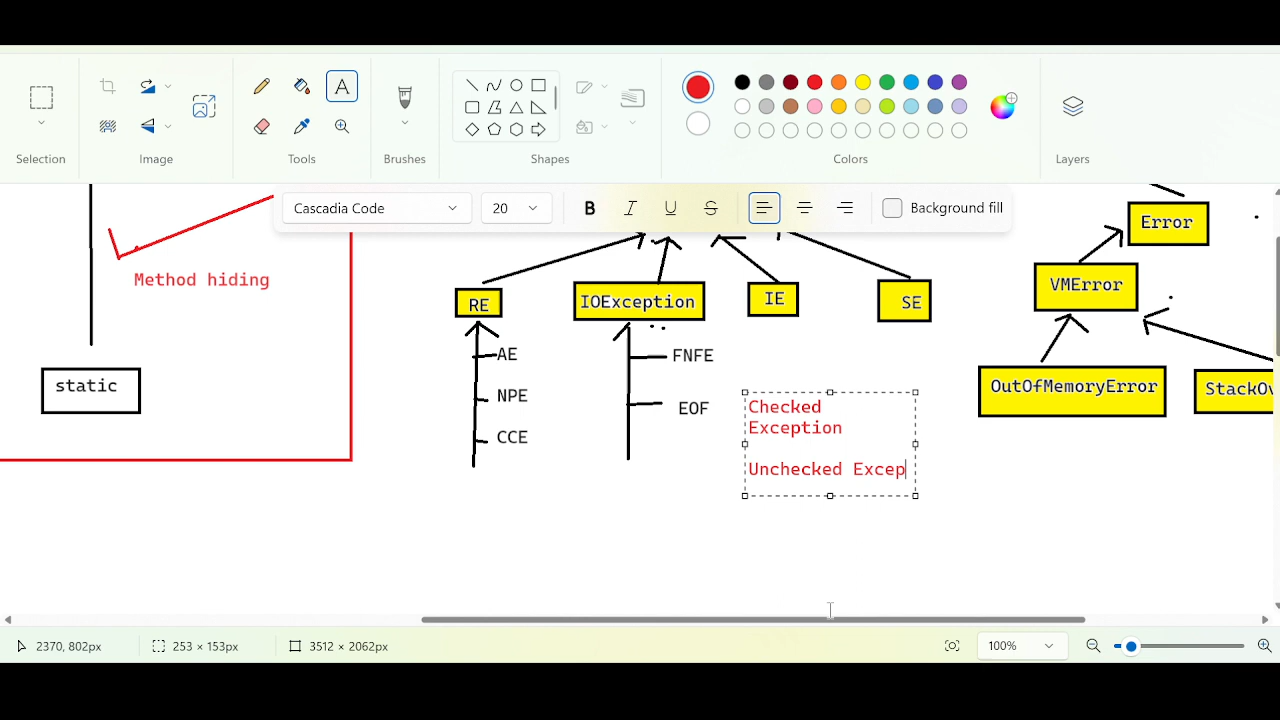 Selection
Image
Tools
Brushes
Shapes
Colors
Layers
Cascadia Code
20
B I U S
Background fill
Method hiding
static
RE
IOException
IE
SE
AE
NPE
CCE
FNFE
EOF
Checked
Exception
Unchecked Excep
Error
VMError
OutOfMemoryError
StackOv
2370, 802px
253 × 153px
3512 × 2062px
100%